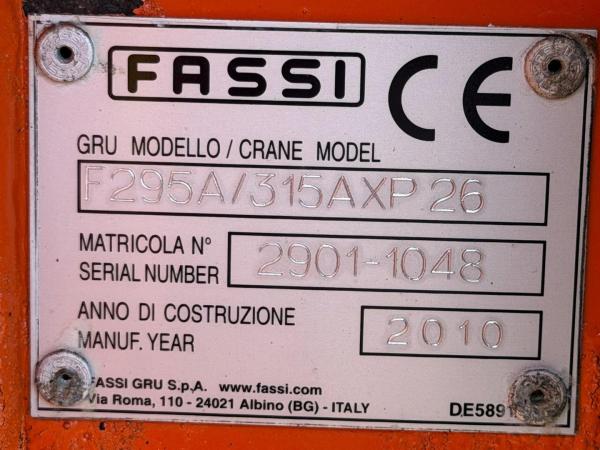 FASSI CE
GRU MODELLO / CRANE MODEL
F295A/315AXP.26
MATRICOLA N°
SERIAL NUMBER
2901-1048
ANNO DI COSTRUZIONE
MANUF. YEAR
2010
FASSI GRU S.p.A. www.fassi.com
Via Roma, 110 - 24021 Albino (BG) - ITALY